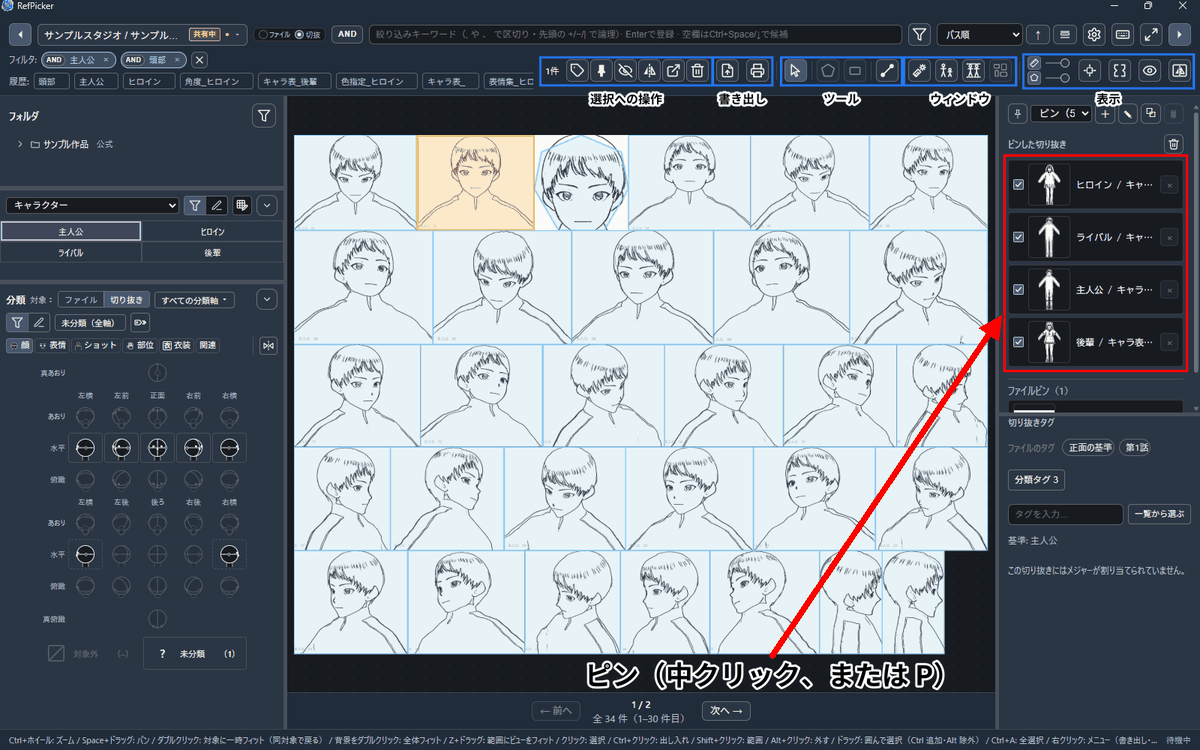 RefPicker
サンプルスタジオ / サンプル... 共有中
ファイル 切抜
AND
絞り込みキーワード（, や 、 で区切り・先頭の +/-/| で論理）· Enterで登録 · 空欄はCtrl+Space/↓で候補
パス順
フィルタ: AND 主人公 × AND 頭部 ×
履歴: 頭部 主人公 ヒロイン 角度_ヒロイン キャラ表_後輩 色指定_ヒロイン キャラ表_ 表情集_ヒロ
1件
選択への操作 書き出し ツール ウィンドウ 表示
フォルダ
サンプル作品 公式
キャラクター
主人公 ヒロイン
ライバル 後輩
分類 対象: ファイル 切り抜き すべての分類軸
未分類（全軸）
顔 表情 ショット 部位 衣装 関連
真あおり
左横 左前 正面 右前 右横
あおり
水平
俯瞰
左横 左後 後ろ 右後 右横
あおり
水平
俯瞰
真俯瞰
対象外 (–) ? 未分類 (1)
ピン（中クリック、またはP）
← 前へ
1 / 2
全 34 件（1–30 件目）
次へ →
ピン（5
ピンした切り抜き
ヒロイン / キャ…
ライバル / キャ…
主人公 / キャラ…
後輩 / キャラ表…
ファイルピン（1）
切り抜きタグ
ファイルのタグ 正面の基準 第1話
分類タグ 3
タグを入力...
一覧から選ぶ
基準: 主人公
この切り抜きにはメジャーが割り当てられていません。
Ctrl+ホイール: ズーム / Space+ドラッグ: パン / ダブルクリック: 対象に一時フィット（同対象で戻る） / 背景をダブルクリック: 全体フィット / Z+ドラッグ: 範囲にビューをフィット / クリック: 選択 / Ctrl+クリック: 出し入れ / Shift+クリック: 範囲 / Alt+クリック: 外す / ドラッグ: 囲んで選択（Ctrl 追加・Alt 除外） / Ctrl+A: 全選択 / 右クリック: メニュー（書き出し・… 待機中